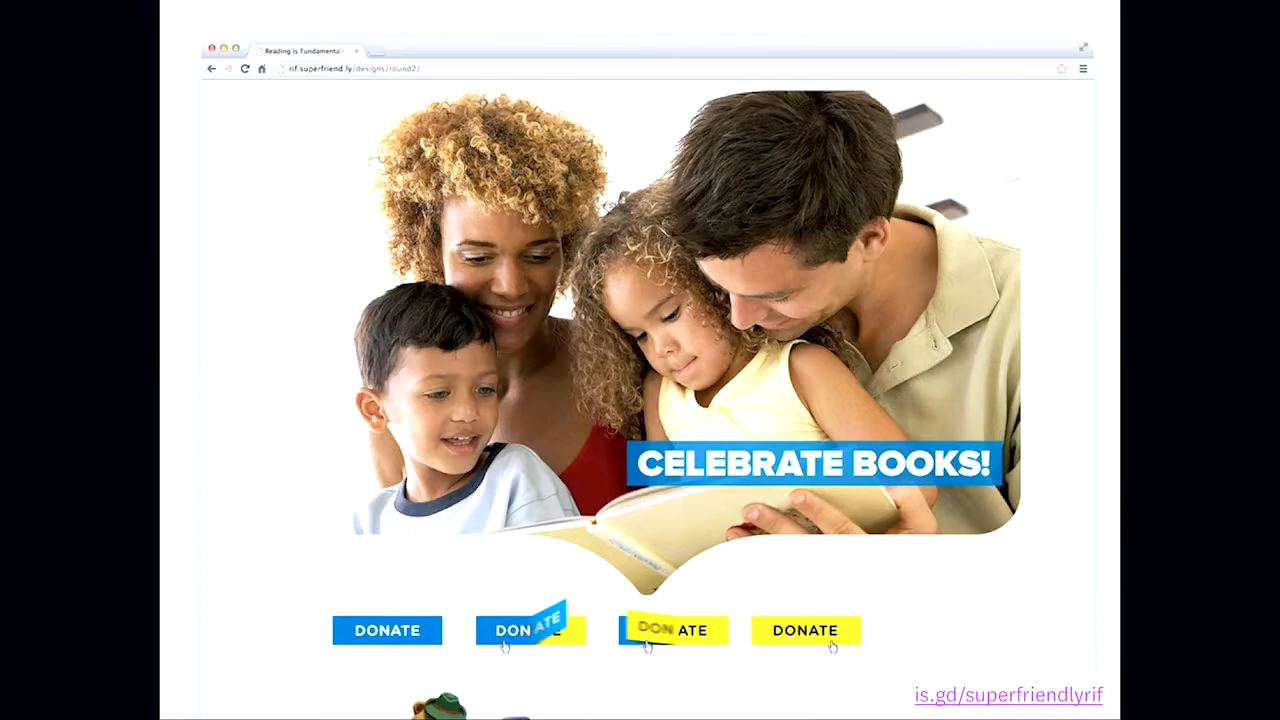 Reading Is Fundamental
rif.superfriend.ly/designs/round2/
CELEBRATE BOOKS!
DONATE
DONATE
DONATE
DONATE
is.gd/superfriendlyrif